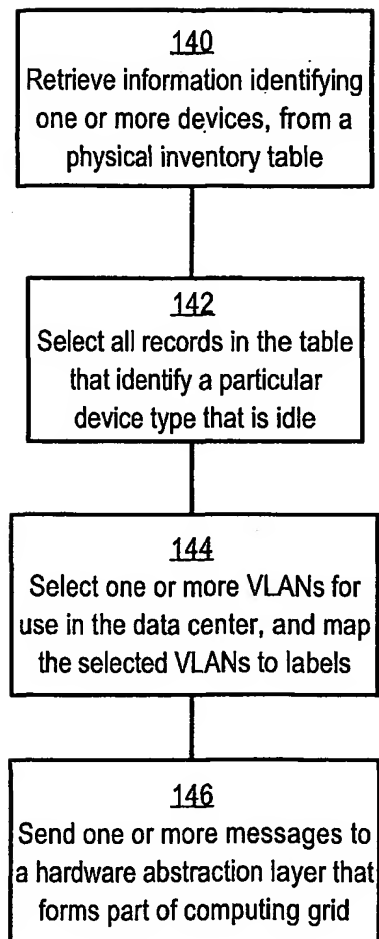 140
Retrieve information identifying
one or more devices, from a
physical inventory table
142
Select all records in the table
that identify a particular
device type that is idle
144
Select one or more VLANs for
use in the data center, and map
the selected VLANs to labels
146
Send one or more messages to
a hardware abstraction layer that
forms part of computing grid